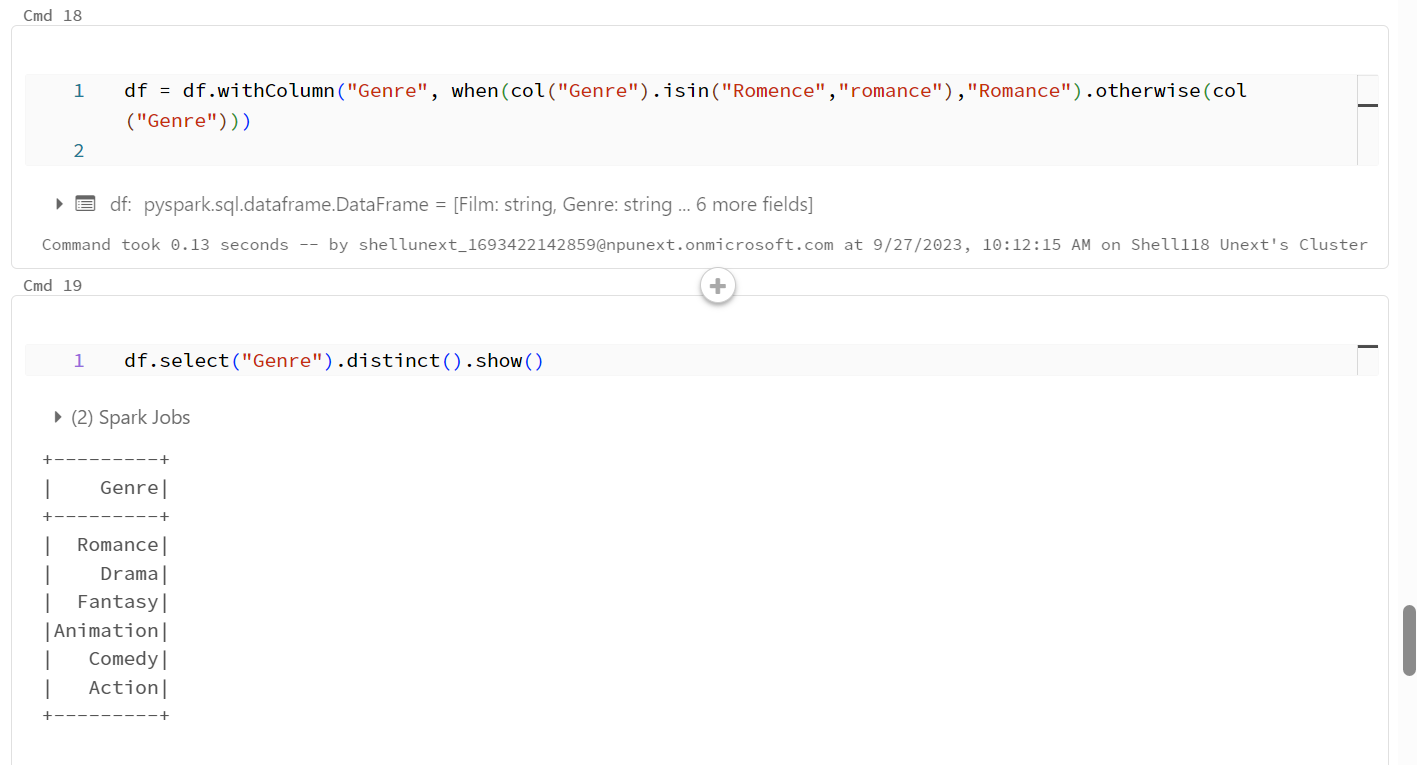 Cmd 18
1 df = df.withColumn("Genre", when(col("Genre").isin("Romence","romance"),"Romance").otherwise(col
("Genre")))
2
df: pyspark.sql.dataframe.DataFrame = [Film: string, Genre: string ... 6 more fields]
Command took 0.13 seconds -- by shellunext_1693422142859@npunext.onmicrosoft.com at 9/27/2023, 10:12:15 AM on Shell118 Unext's Cluster
Cmd 19
1 df.select("Genre").distinct().show()
(2) Spark Jobs
+---------+
|    Genre|
+---------+
|  Romance|
|    Drama|
|  Fantasy|
|Animation|
|   Comedy|
|   Action|
+---------+